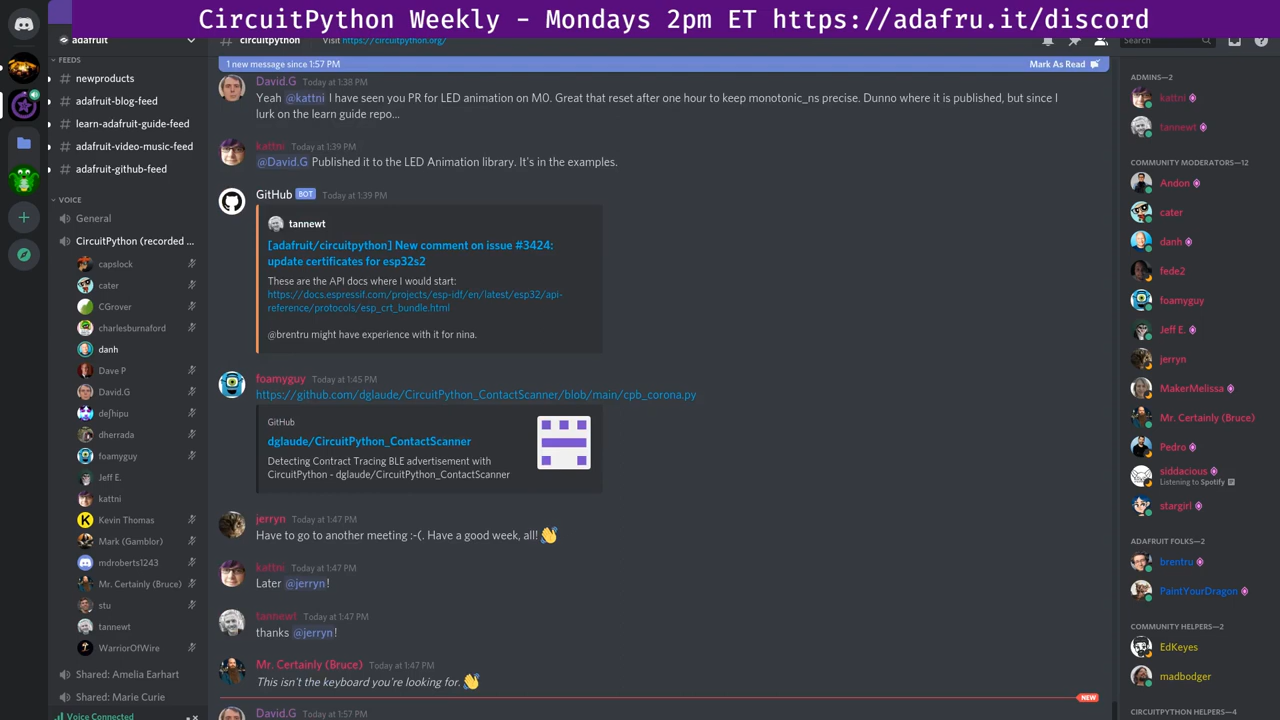 CircuitPython Weekly - Mondays 2pm ET https://adafru.it/discord
adafruit
# circuitpython Visit https://circuitpython.org/
Search
FEEDS
# newproducts
# adafruit-blog-feed
# learn-adafruit-guide-feed
# adafruit-video-music-feed
# adafruit-github-feed
VOICE
General
CircuitPython (recorded ...
capslock
cater
CGrover
charlesburnaford
danh
Dave P
David.G
de∫hipu
dherrada
foamyguy
Jeff E.
kattni
Kevin Thomas
Mark (Gamblor)
mdroberts1243
Mr. Certainly (Bruce)
stu
tannewt
WarriorOfWire
Shared: Amelia Earhart
Shared: Marie Curie
Voice Connected
1 new message since 1:57 PM
Mark As Read
David.G Today at 1:38 PM
Yeah @kattni I have seen you PR for LED animation on M0. Great that reset after one hour to keep monotonic_ns precise. Dunno where it is published, but since I
lurk on the learn guide repo...
kattni Today at 1:39 PM
@David.G Published it to the LED Animation library. It's in the examples.
GitHub BOT Today at 1:39 PM
tannewt
[adafruit/circuitpython] New comment on issue #3424:
update certificates for esp32s2
These are the API docs where I would start:
https://docs.espressif.com/projects/esp-idf/en/latest/esp32/api-
reference/protocols/esp_crt_bundle.html
@brentru might have experience with it for nina.
foamyguy Today at 1:45 PM
https://github.com/dglaude/CircuitPython_ContactScanner/blob/main/cpb_corona.py
GitHub
dglaude/CircuitPython_ContactScanner
Detecting Contract Tracing BLE advertisement with
CircuitPython - dglaude/CircuitPython_ContactScanner
jerryn Today at 1:47 PM
Have to go to another meeting :-(. Have a good week, all! 👋
kattni Today at 1:47 PM
Later @jerryn!
tannewt Today at 1:47 PM
thanks @jerryn!
Mr. Certainly (Bruce) Today at 1:47 PM
This isn't the keyboard you're looking for. 👋
NEW
David.G Today at 1:57 PM
ADMINS—2
kattni
tannewt
COMMUNITY MODERATORS—12
Andon
cater
danh
fede2
foamyguy
Jeff E.
jerryn
MakerMelissa
Mr. Certainly (Bruce)
Pedro
siddacious
Listening to Spotify
stargirl
ADAFRUIT FOLKS—2
brentru
PaintYourDragon
COMMUNITY HELPERS—2
EdKeyes
madbodger
CIRCUITPYTHON HELPERS—4